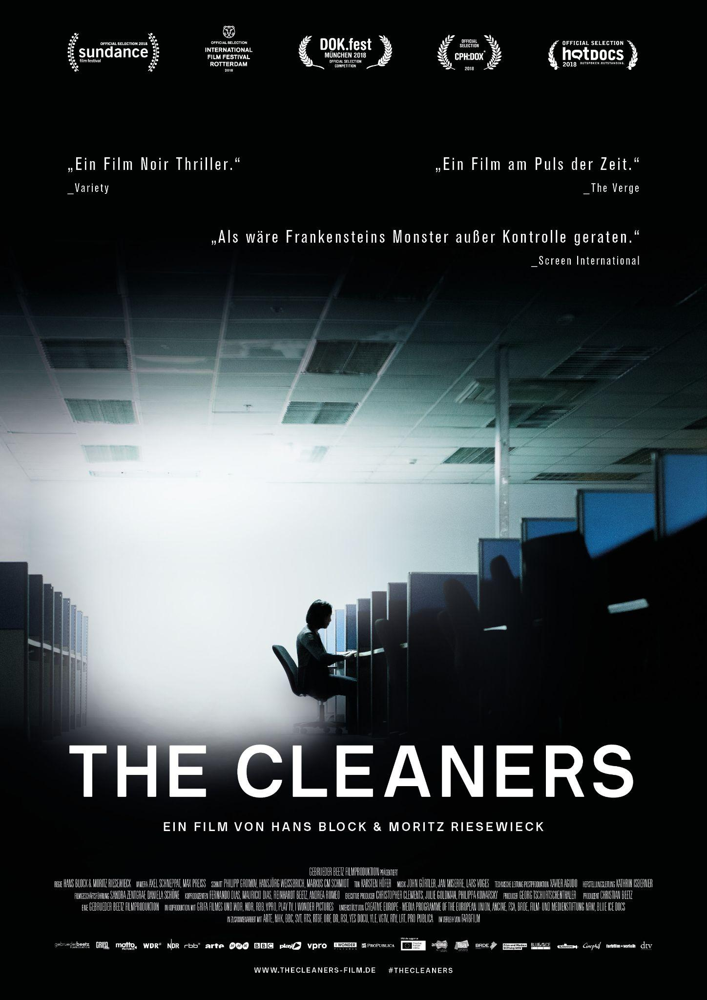 OFFICIAL SELECTION 2018
sundance
film festival
OFFICIAL SELECTION
INTERNATIONAL
FILM FESTIVAL
ROTTERDAM
2018
DOK.fest
MÜNCHEN 2018
OFFICIAL SELECTION
COMPETITION
OFFICIAL
SELECTION
CPH:DOX*
2018
OFFICIAL SELECTION
hotDOCS
2018 OUTSPOKEN. OUTSTANDING.
„Ein Film Noir Thriller.“
_Variety
„Ein Film am Puls der Zeit.“
_The Verge
„Als wäre Frankensteins Monster außer Kontrolle geraten.“
_Screen International
THE CLEANERS
EIN FILM VON HANS BLOCK & MORITZ RIESEWIECK
GEBRUEDER BEETZ FILMPRODUKTION PRÄSENTIERT
REGIE HANS BLOCK & MORITZ RIESEWIECK KAMERA AXEL SCHNEPPAT, MAX PREISS SCHNITT PHILIPP GROMOV, HANSJÖRG WEISSBRICH, MARKUS CM SCHMIDT TON KARSTEN HÖFER MUSIK JOHN GÜRTLER, JAN MISERRE, LARS VOGES TECHNISCHE LEITUNG POSTPRODUKTION XAVIER AGUDO HERSTELLUNGSLEITUNG KATHRIN ISBERNER
FILMGESCHÄFTSFÜHRUNG SANDRA ZENTGRAF, DANIELA SCHÖNE KOPRODUZENTEN FERNANDO DIAS, MAURICIO DIAS, REINHARDT BEETZ, ANDREA ROMEO EXECUTIVE PRODUCER CHRISTOPHER CLEMENTS, JULIE GOLDMAN, PHILIPPA KOWARSKY PRODUCER GEORG TSCHURTSCHENTHALER PRODUZENT CHRISTIAN BEETZ
EINE GEBRUEDER BEETZ FILMPRODUKTION IN KOPRODUKTION MIT GRIFA FILMES UND WDR, NDR, RBB, VPRO, PLAY TV, I WONDER PICTURES UNTERSTÜTZT VON CREATIVE EUROPE - MEDIA PROGRAMME OF THE EUROPEAN UNION, ANCINE, FSA, BRDE, FILM- UND MEDIENSTIFTUNG NRW, BLUE ICE DOCS
IN ZUSAMMENARBEIT MIT ARTE, NHK, BBC, SVT, RTS, RTBF, ORF, DR, RSI, YES DOCU, YLE, VGTV, RTV, LRT, PRO PUBLICA IM VERLEIH VON FARBFILM
gebruederbeetz FILMPRODUKTION GRIFA FILMES motto PICTURES WDR NDR rbb arte NHK BBC play vpro I WONDER PICTURES PROPUBLICA With the support of Creative Europe MEDIA ancine fsa BRDE Film und Medien Stiftung NRW BLUE ICE Cinephil farbfilm verleih dtv
WWW.THECLEANERS-FILM.DE #THECLEANERS